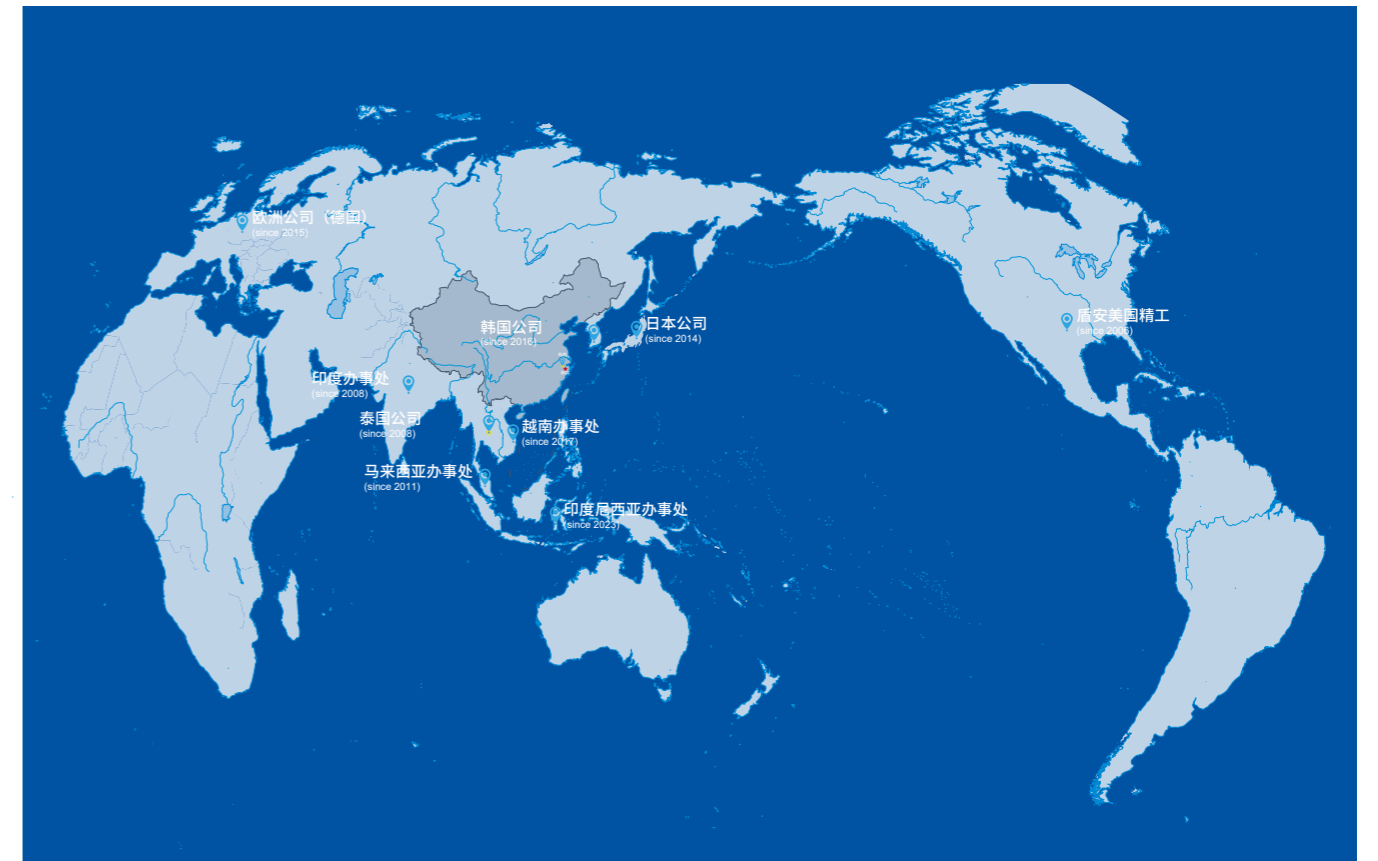 欧洲公司（德国）
(since 2015)
盾安美国精工
(since 2006)
韩国公司
(since 2016)
日本公司
(since 2014)
印度办事处
(since 2008)
泰国公司
(since 2008)
越南办事处
(since 2017)
马来西亚办事处
(since 2011)
印度尼西亚办事处
(since 2023)